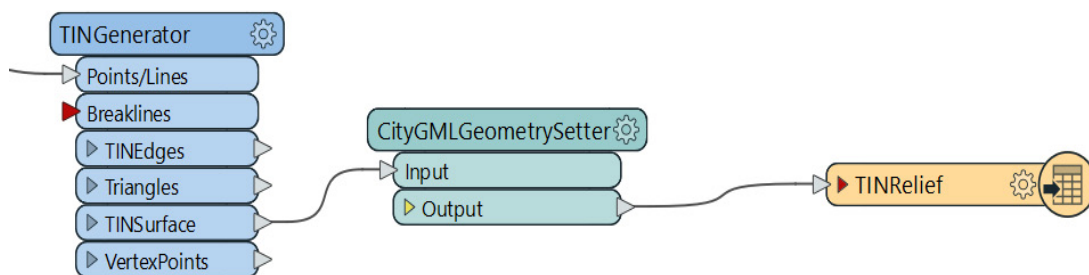 TINGenerator
Points/Lines
Breaklines
TINEdges
Triangles
TINSurface
VertexPoints
CityGMLGeometrySetter
Input
Output
TINRelief